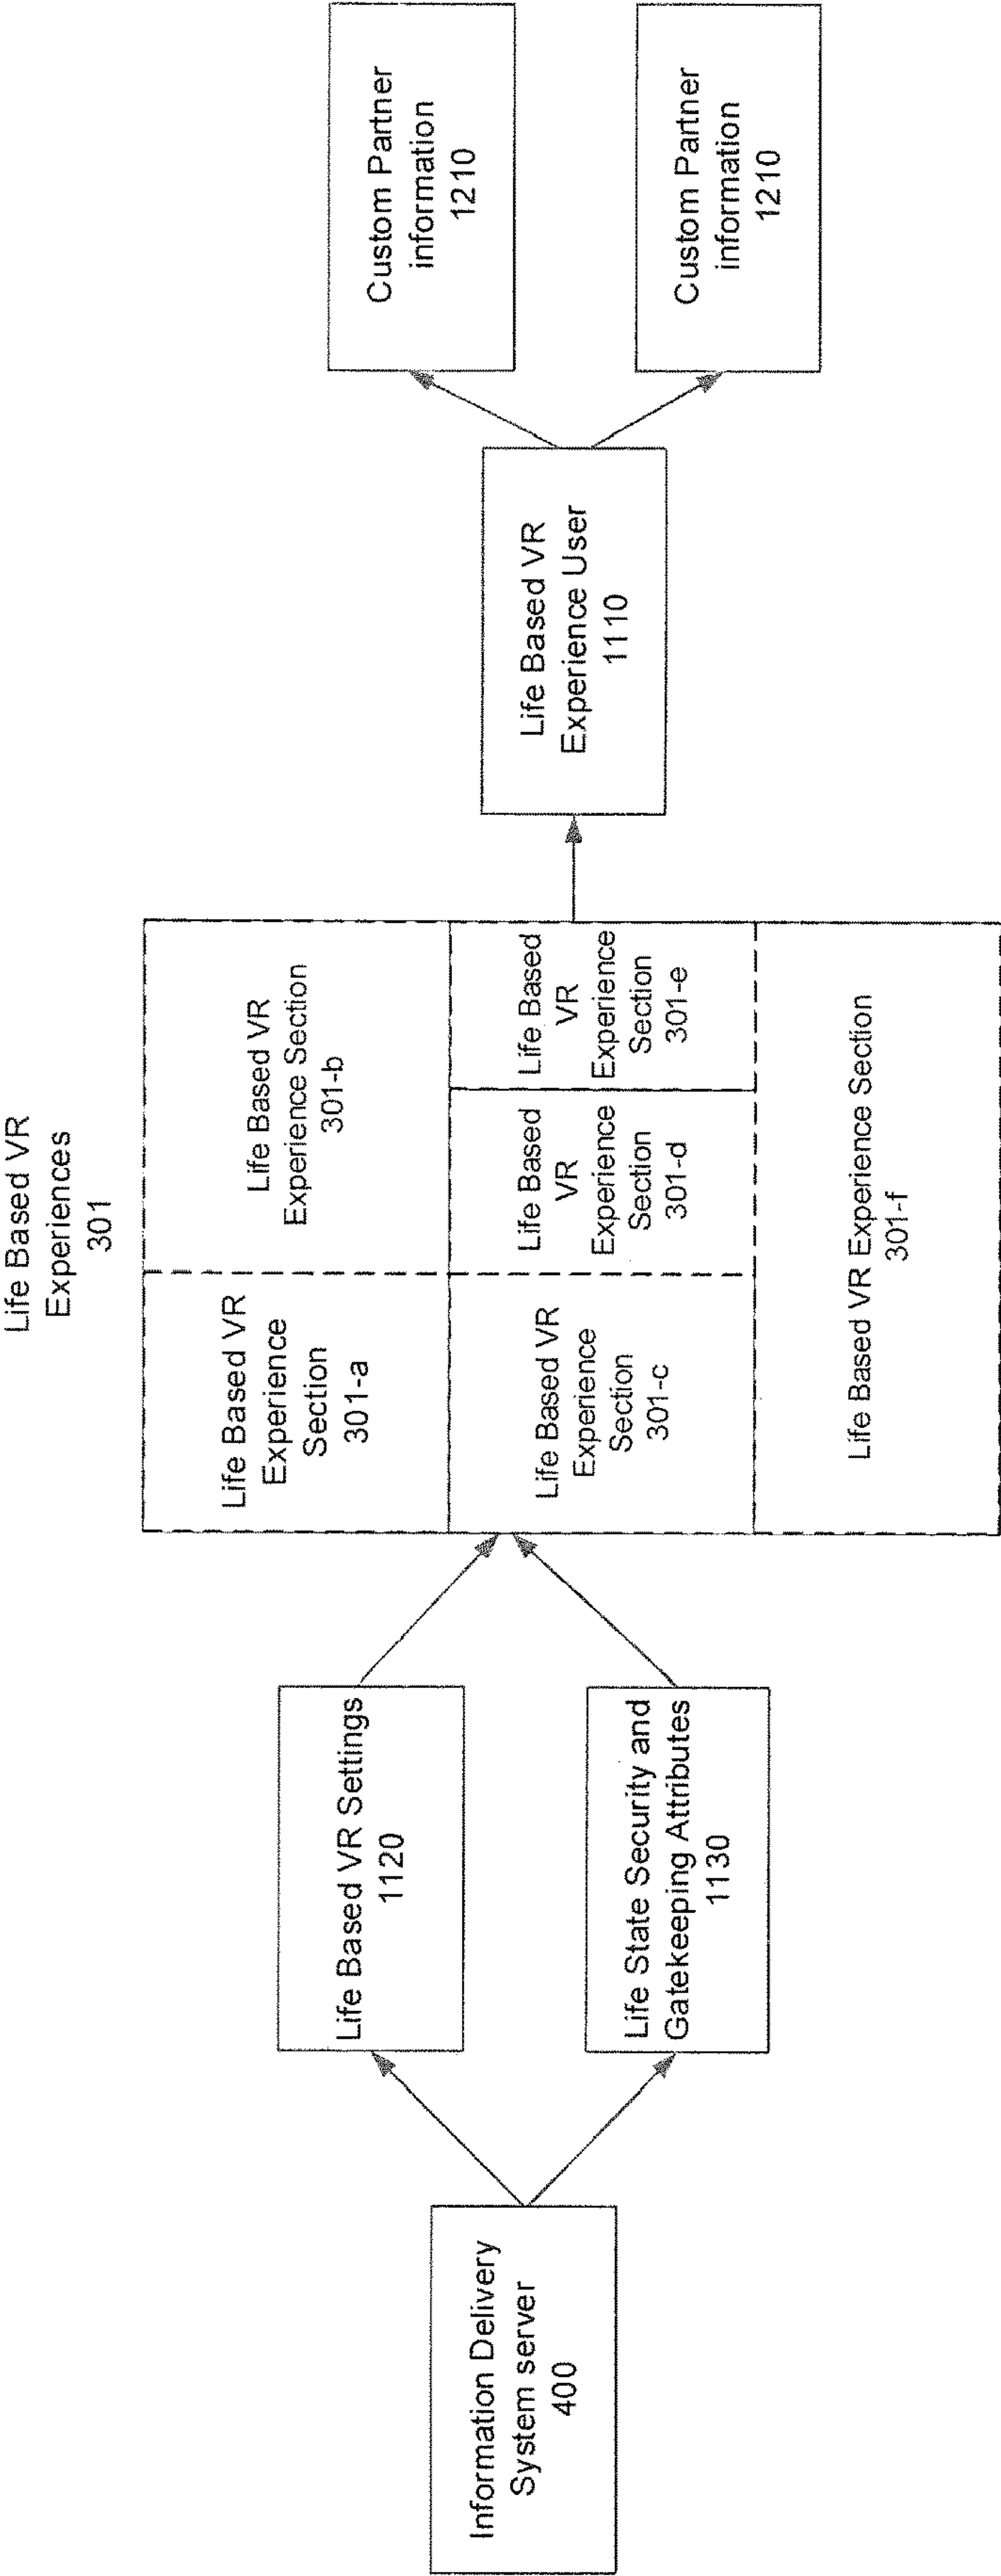 Life Based VR
Experiences
301
Information Delivery
System server
400
Life Based VR Settings
1120
Life State Security and
Gatekeeping Attributes
1130
Life Based VR
Experience
Section
301-a
Life Based VR
Experience Section
301-b
Life Based VR
Experience
Section
301-c
Life Based
VR
Experience
Section
301-d
Life Based
VR
Experience
Section
301-e
Life Based VR Experience Section
301-f
Life Based VR
Experience User
1110
Custom Partner
information
1210
Custom Partner
information
1210